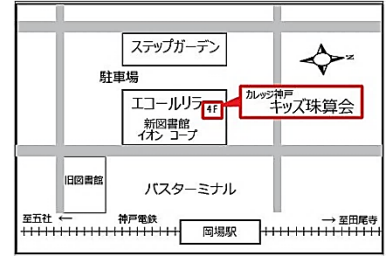 ステップガーデン
N
駐車場
カレッジ神戸
キッズ珠算会
エコールリラ
4F
新図書館
イオン コープ
旧図書館
バスターミナル
至五社 ←
神戸電鉄
→ 至田尾寺
岡場駅